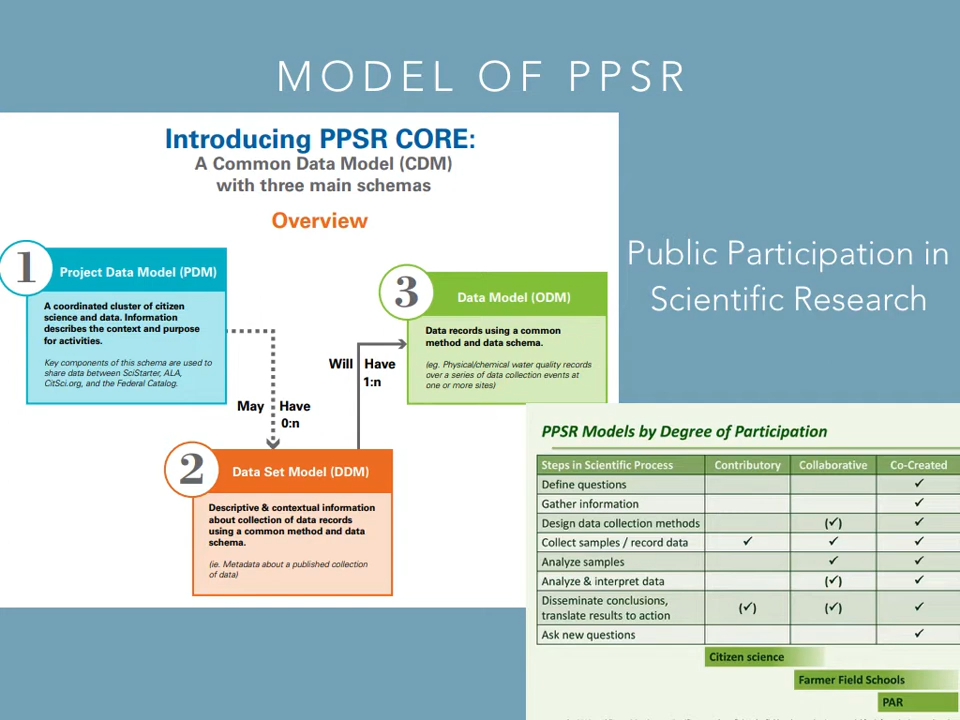 MODEL OF PPSR
Introducing PPSR CORE:
A Common Data Model (CDM)
with three main schemas
Overview
1
Project Data Model (PDM)
A coordinated cluster of citizen
science and data. Information
describes the context and purpose
for activities.
Key components of this schema are used to
share data between SciStarter, ALA,
CitSci.org, and the Federal Catalog.
May Have
0:n
2
Data Set Model (DDM)
Descriptive & contextual information
about collection of data records
using a common method and data
schema.
(ie. Metadata about a published collection
of data)
Will Have
1:n
3
Data Model (ODM)
Data records using a common
method and data schema.
(eg. Physical/chemical water quality records
over a series of data collection events at
one or more sites)
Public Participation in
Scientific Research
PPSR Models by Degree of Participation
Steps in Scientific Process Contributory Collaborative Co-Created
Define questions ✓
Gather information ✓
Design data collection methods (✓) ✓
Collect samples / record data ✓ ✓ ✓
Analyze samples ✓ ✓
Analyze & interpret data (✓) ✓
Disseminate conclusions,
translate results to action (✓) (✓) ✓
Ask new questions ✓
Citizen science
Farmer Field Schools
PAR